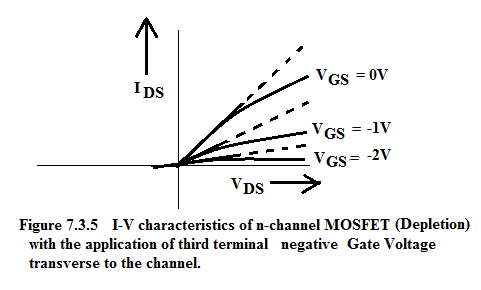 I DS
V GS = 0V
V GS = -1V
V GS = -2V
V DS
Figure 7.3.5 I-V characteristics of n-channel MOSFET (Depletion)
with the application of third terminal negative Gate Voltage
transverse to the channel.